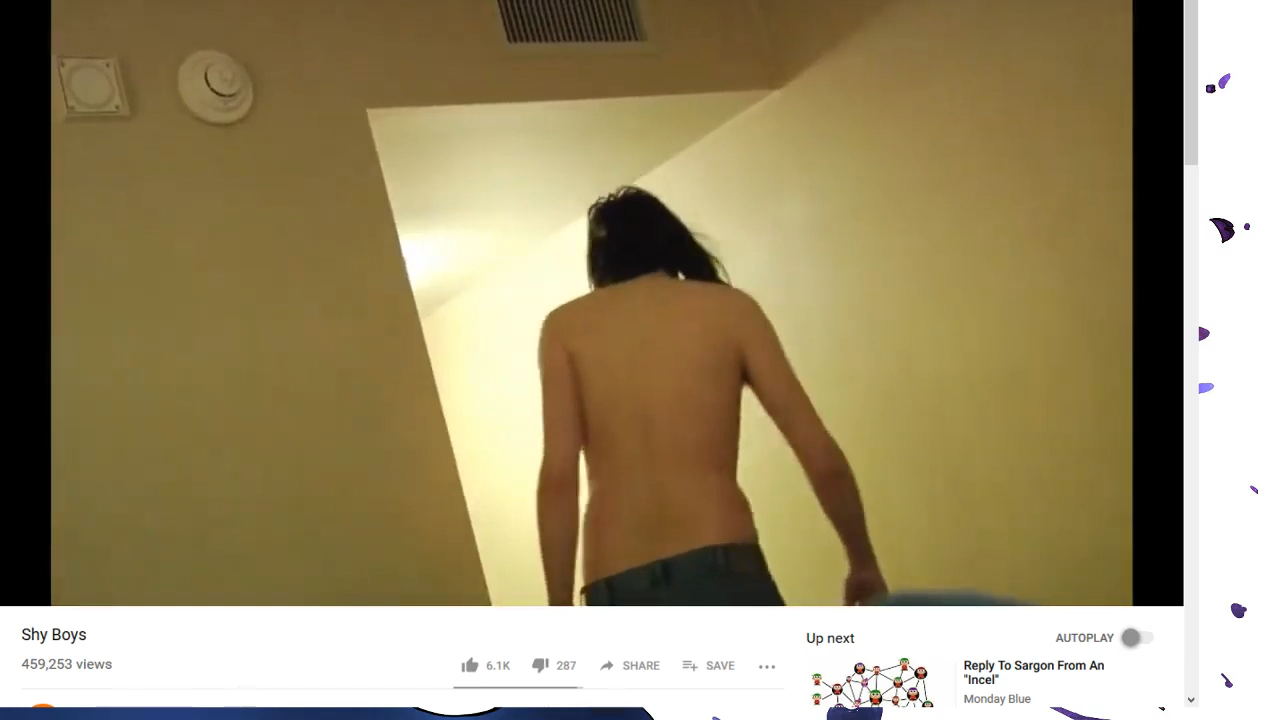 Shy Boys
459,253 views
6.1K 287 SHARE SAVE
Up next AUTOPLAY
Reply To Sargon From An
"Incel"
Monday Blue